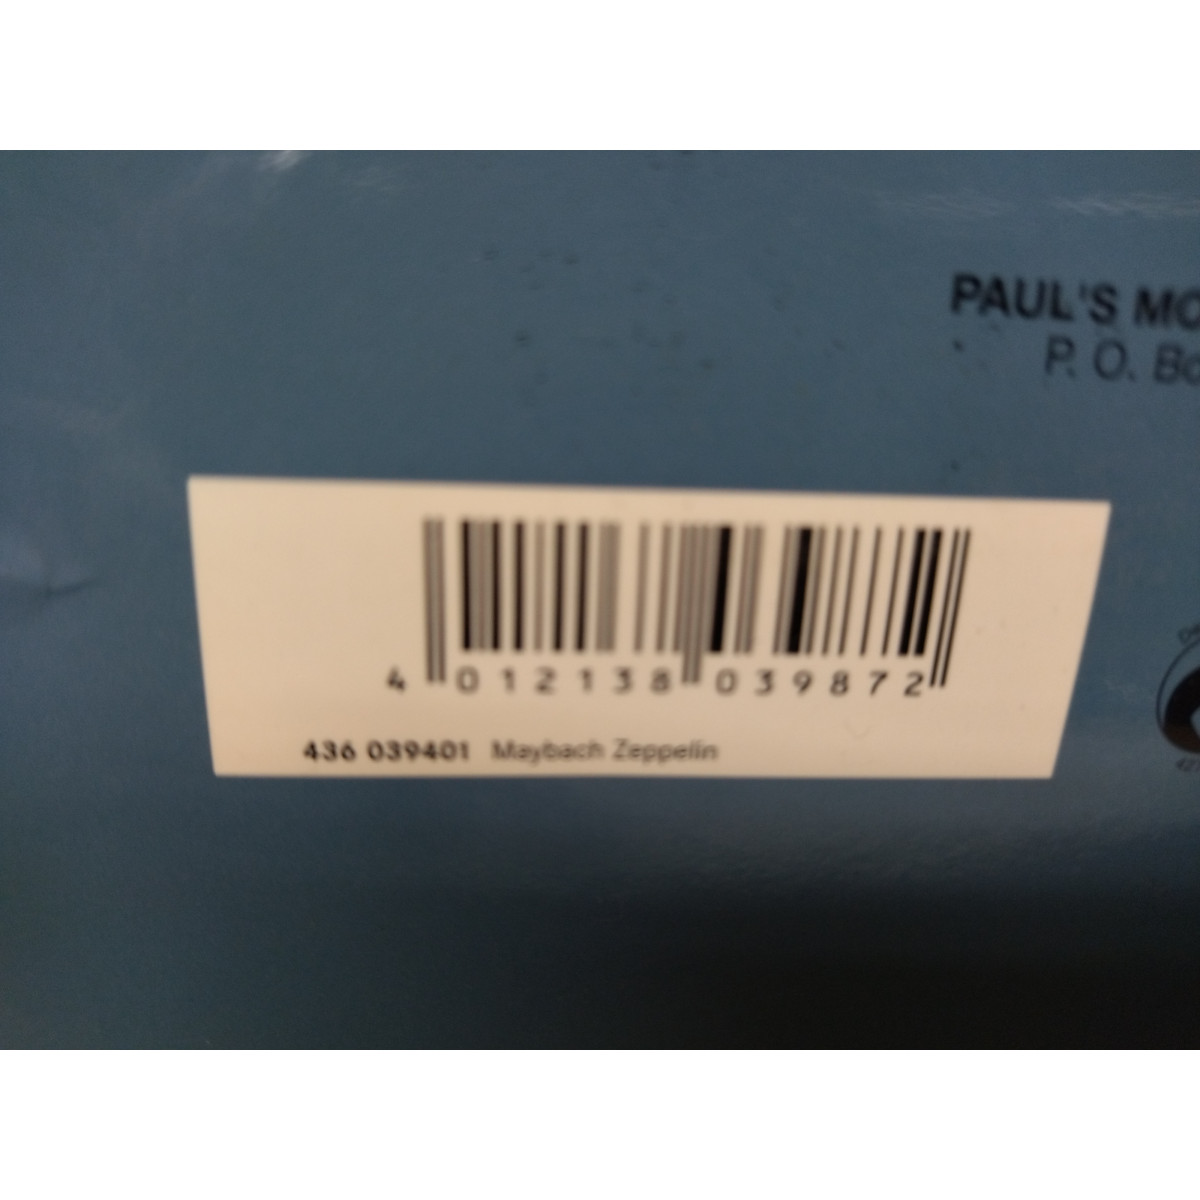 PAUL'S MO
P. O. Bo
4 012138 039872
436 039401 Maybach Zeppelin